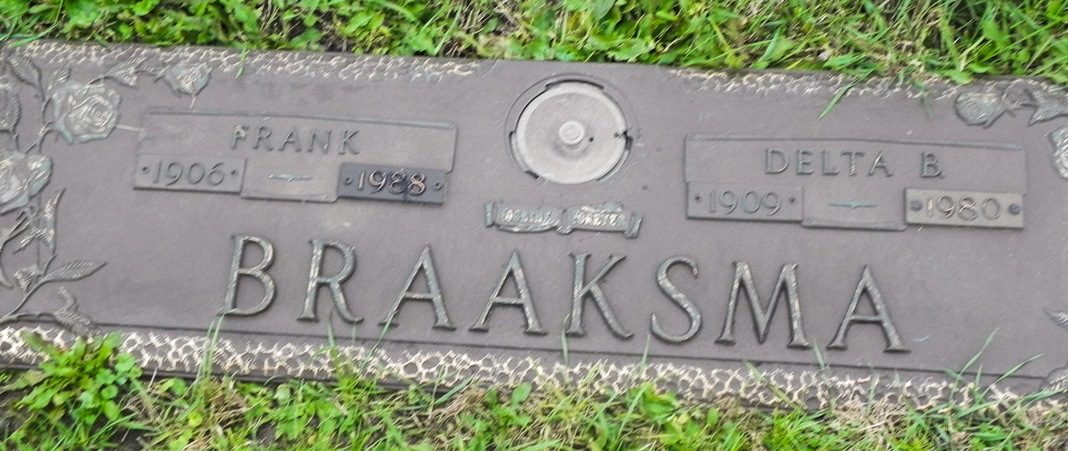 FRANK
1906 – 1988
DELTA B.
1909 – 1980
BRAAKSMA